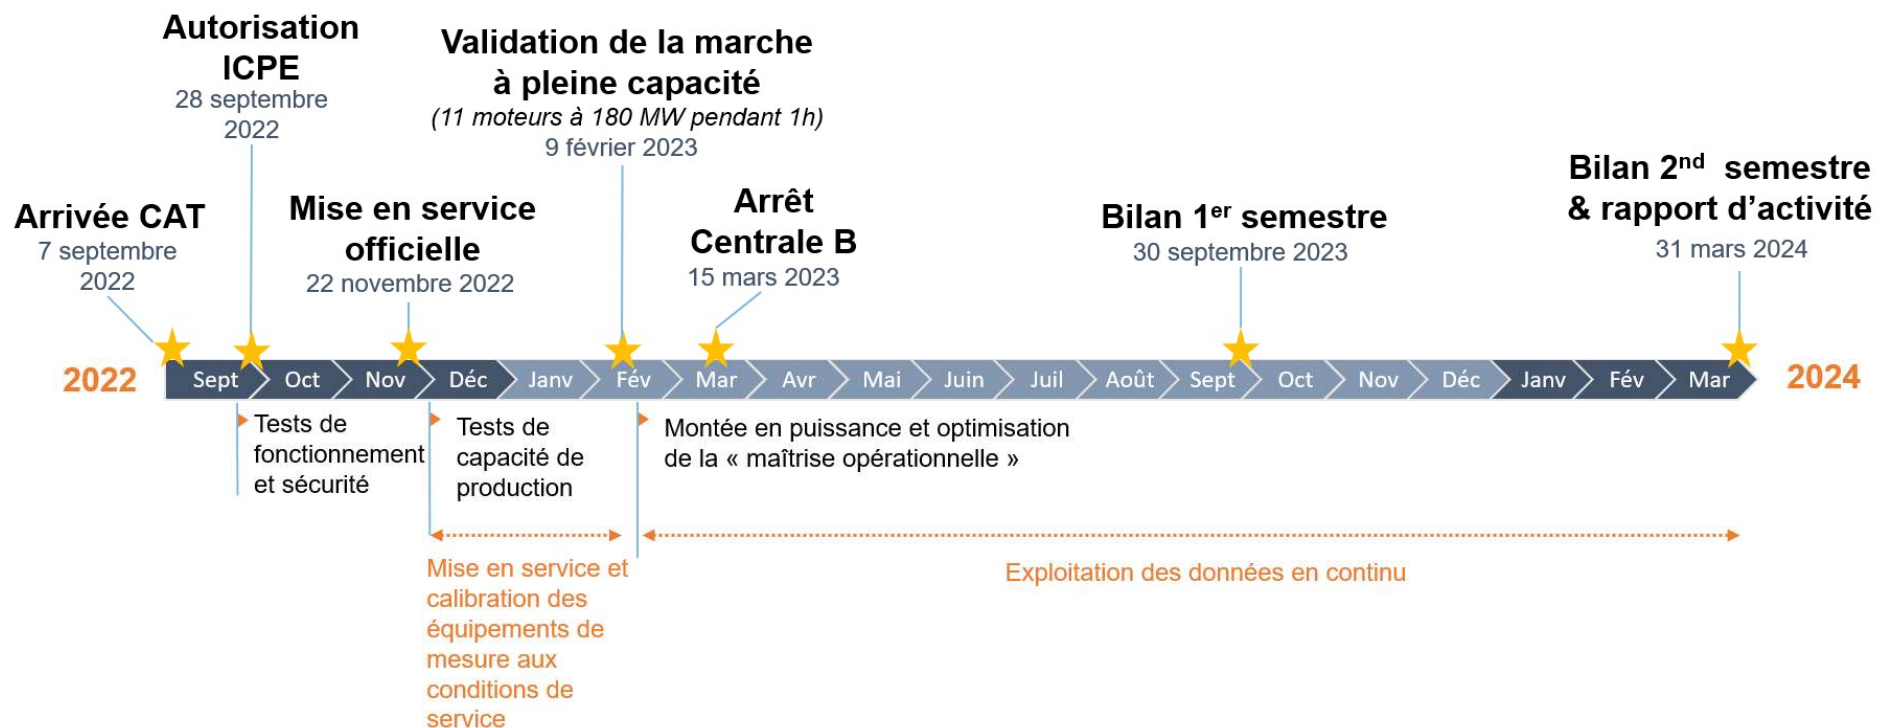 Autorisation
ICPE
28 septembre
2022
Validation de la marche
à pleine capacité
(11 moteurs à 180 MW pendant 1h)
9 février 2023
Arrivée CAT
7 septembre
2022
Mise en service
officielle
22 novembre 2022
Arrêt
Centrale B
15 mars 2023
Bilan 1er semestre
30 septembre 2023
Bilan 2nd semestre
& rapport d’activité
31 mars 2024
2022 Sept Oct Nov Déc Janv Fév Mar Avr Mai Juin Juil Août Sept Oct Nov Déc Janv Fév Mar 2024
Tests de
fonctionnement
et sécurité
Tests de
capacité de
production
Montée en puissance et optimisation
de la « maîtrise opérationnelle »
Mise en service et
calibration des
équipements de
mesure aux
conditions de
service
Exploitation des données en continu